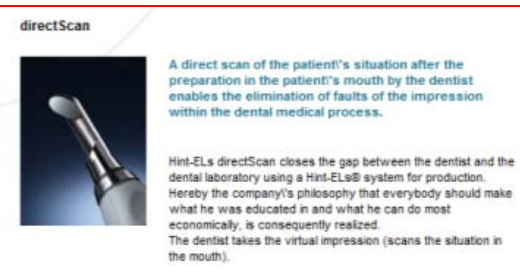 directScan
A direct scan of the patient\'s situation after the
preparation in the patient\'s mouth by the dentist
enables the elimination of faults of the impression
within the dental medical process.
Hint-ELs directScan closes the gap between the dentist and the
dental laboratory using a Hint-ELs® system for production.
Hereby the company\'s philosophy that everybody should make
what he was educated in and what he can do most
economically, is consequently realized.
The dentist takes the virtual impression (scans the situation in
the mouth).